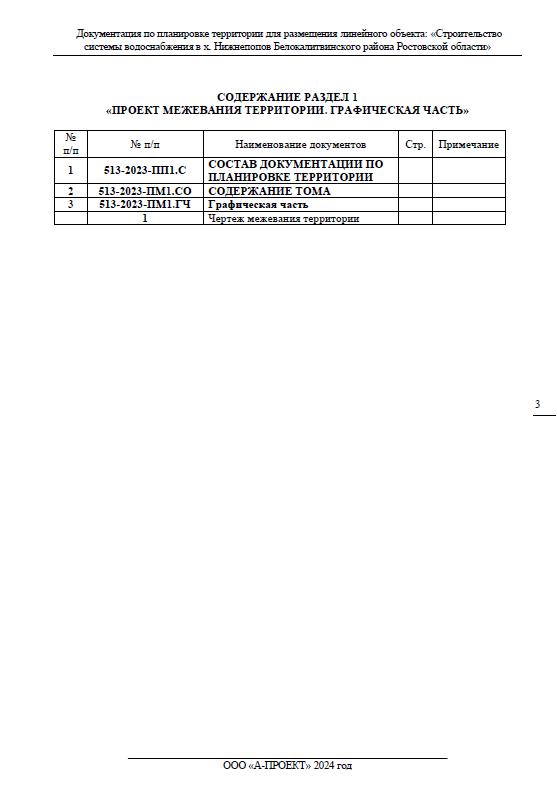 Документация по планировке территории для размещения линейного объекта: «Строительство
системы водоснабжения в х. Нижнепопов Белокалитвинского района Ростовской области»
СОДЕРЖАНИЕ РАЗДЕЛ 1
«ПРОЕКТ МЕЖЕВАНИЯ ТЕРРИТОРИИ. ГРАФИЧЕСКАЯ ЧАСТЬ»
№ п/п № п/п Наименование документов Стр. Примечание
1 513-2023-ПП1.С СОСТАВ ДОКУМЕНТАЦИИ ПО
ПЛАНИРОВКЕ ТЕРРИТОРИИ
2 513-2023-ПМ1.СО СОДЕРЖАНИЕ ТОМА
3 513-2023-ПМ1.ГЧ Графическая часть
1 Чертеж межевания территории
3
ООО «А-ПРОЕКТ» 2024 год